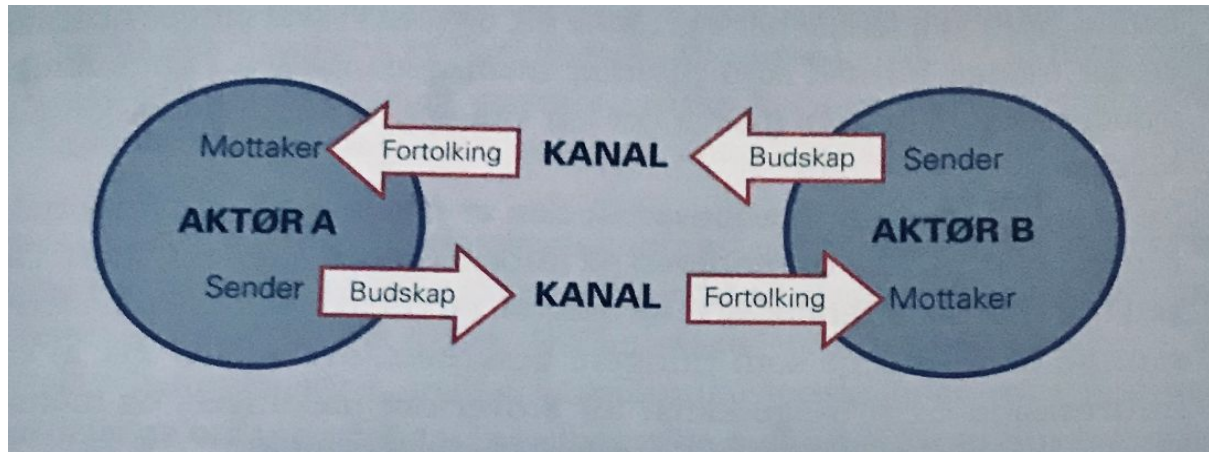 Mottaker Fortolking KANAL Budskap Sender
AKTØR A AKTØR B
Sender Budskap KANAL Fortolking Mottaker